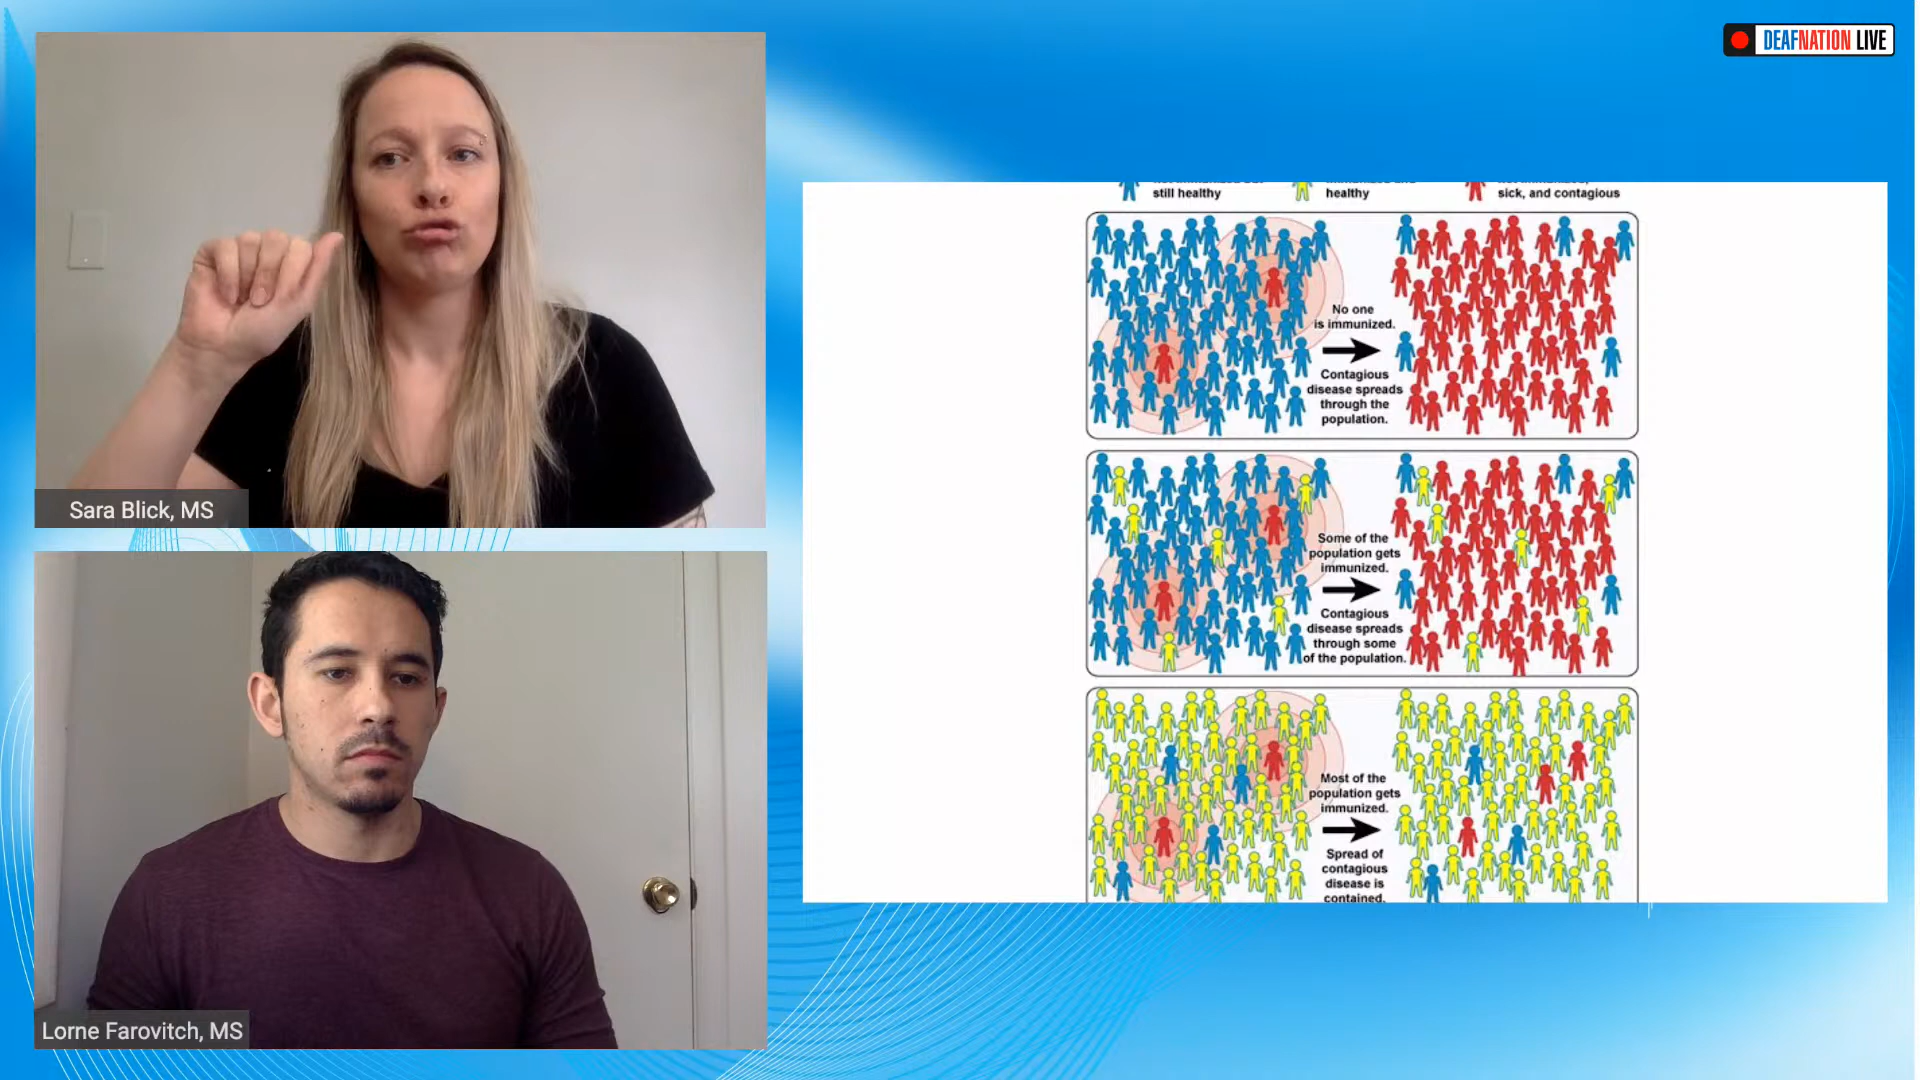 DEAFNATION LIVE
Sara Blick, MS
Lorne Farovitch, MS
still healthy
healthy
sick, and contagious
No one
is immunized.
Contagious
disease spreads
through the
population.
Some of the
population gets
immunized.
Contagious
disease spreads
through some
of the population.
Most of the
population gets
immunized.
Spread of
contagious
disease is
contained.